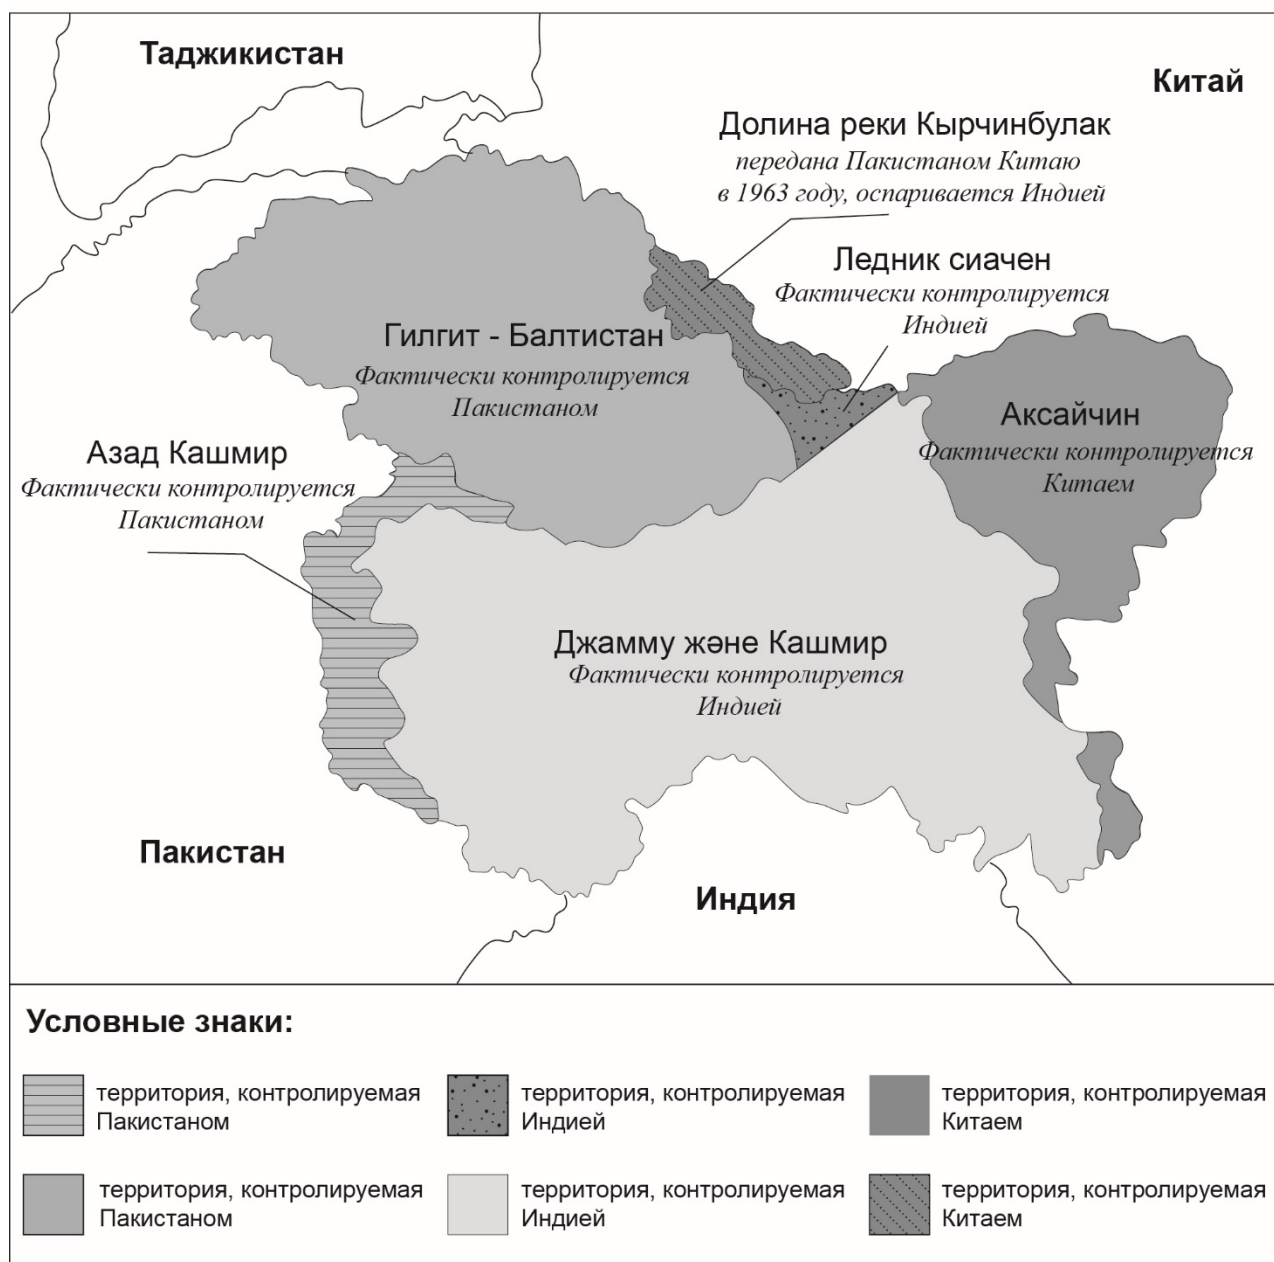 Таджикистан
Китай
Долина реки Кырчинбулак
передана Пакистаном Китаю
в 1963 году, оспаривается Индией
Ледник сиачен
Фактически контролируется
Индией
Гилгит - Балтистан
Фактически контролируется
Пакистаном
Аксайчин
Фактически контролируется
Китаем
Азад Кашмир
Фактически контролируется
Пакистаном
Джамму және Кашмир
Фактически контролируется
Индией
Пакистан
Индия
Условные знаки:
территория, контролируемая
Пакистаном
территория, контролируемая
Индией
территория, контролируемая
Китаем
территория, контролируемая
Пакистаном
территория, контролируемая
Индией
территория, контролируемая
Китаем